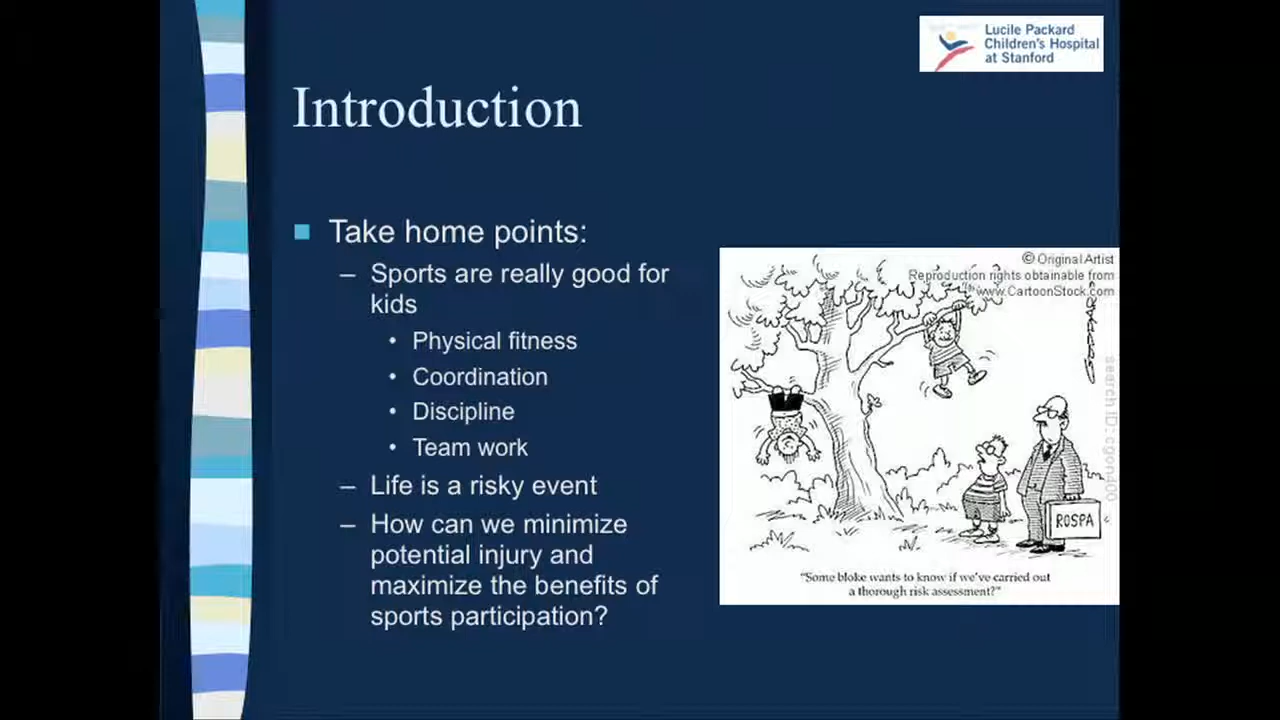 Lucile Packard
Children's Hospital
at Stanford
Introduction
Take home points:
– Sports are really good for
kids
• Physical fitness
• Coordination
• Discipline
• Team work
– Life is a risky event
– How can we minimize
potential injury and
maximize the benefits of
sports participation?
© Original Artist
Reproduction rights obtainable from
www.CartoonStock.com
search ID: cgon400
ROSPA
"Some bloke wants to know if we've carried out
a thorough risk assessment?"